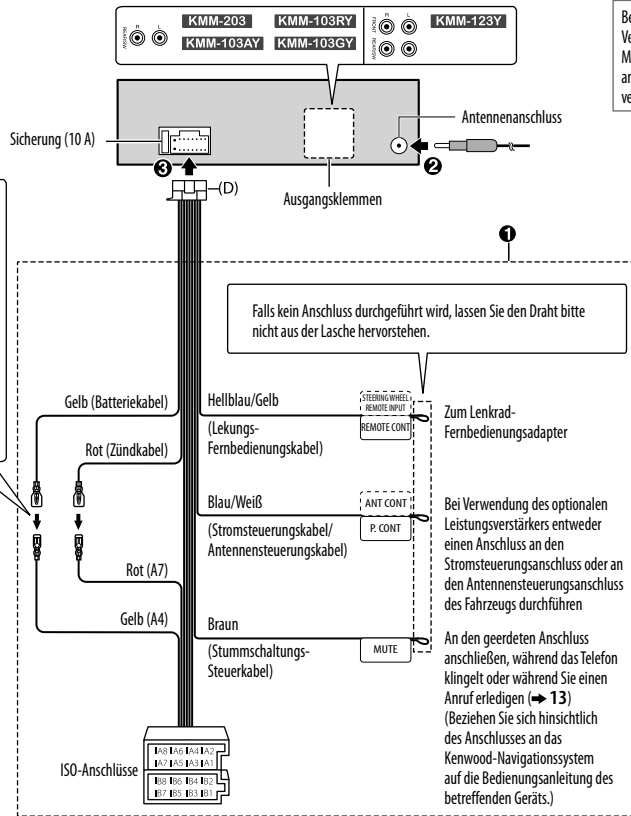 REAR/SW
R
L
KMM-203
KMM-103RY
KMM-103AY
KMM-103GY
FRONT
REAR/SW
R
L
KMM-123Y
Be
Ve
M
an
ve
Sicherung (10 A)
Antennenanschluss
3
2
(D)
Ausgangsklemmen
1
Falls kein Anschluss durchgeführt wird, lassen Sie den Draht bitte
nicht aus der Lasche hervorstehen.
Gelb (Batteriekabel)
Rot (Zündkabel)
Hellblau/Gelb
(Lekungs-
Fernbedienungskabel)
STEERING WHEEL
REMOTE INPUT
REMOTE CONT
Zum Lenkrad-
Fernbedienungsadapter
Blau/Weiß
(Stromsteuerungskabel/
Antennensteuerungskabel)
ANT CONT
P. CONT
Bei Verwendung des optionalen
Leistungsverstärkers entweder
einen Anschluss an den
Stromsteuerungsanschluss oder an
den Antennensteuerungsanschluss
des Fahrzeugs durchführen
Rot (A7)
Gelb (A4)
Braun
(Stummschaltungs-
Steuerkabel)
MUTE
An den geerdeten Anschluss
anschließen, während das Telefon
klingelt oder während Sie einen
Anruf erledigen (➜ 13)
(Beziehen Sie sich hinsichtlich
des Anschlusses an das
Kenwood-Navigationssystem
auf die Bedienungsanleitung des
betreffenden Geräts.)
ISO-Anschlüsse
A8 A6 A4 A2
A7 A5 A3 A1
B8 B6 B4 B2
B7 B5 B3 B1